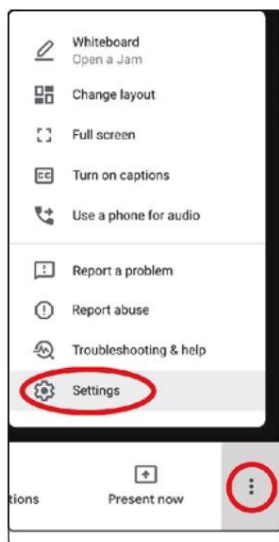 Whiteboard
Open a Jam
Change layout
Full screen
CC
Turn on captions
Use a phone for audio
Report a problem
Report abuse
Troubleshooting & help
Settings
tions
Present now